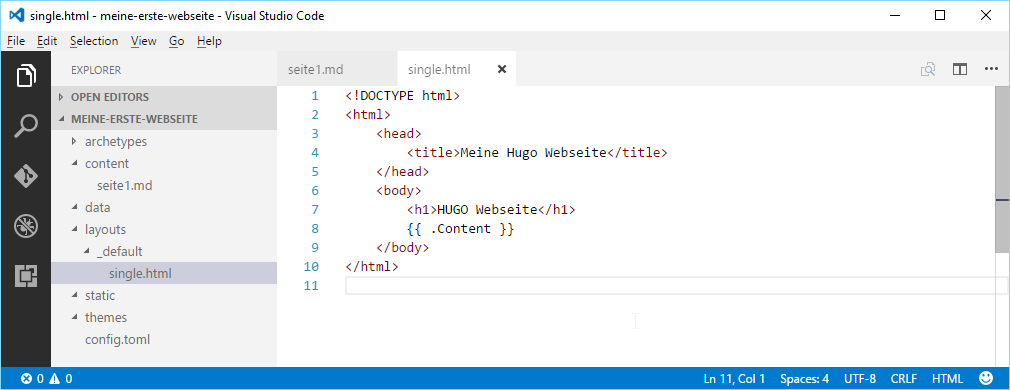 single.html - meine-erste-webseite - Visual Studio Code
File Edit Selection View Go Help
EXPLORER
OPEN EDITORS
MEINE-ERSTE-WEBSEITE
archetypes
content
seite1.md
data
layouts
_default
single.html
static
themes
config.toml
seite1.md single.html
1 <!DOCTYPE html>
2 <html>
3     <head>
4         <title>Meine Hugo Webseite</title>
5     </head>
6     <body>
7         <h1>HUGO Webseite</h1>
8         {{ .Content }}
9     </body>
10 </html>
11
0 0 Ln 11, Col 1 Spaces: 4 UTF-8 CRLF HTML